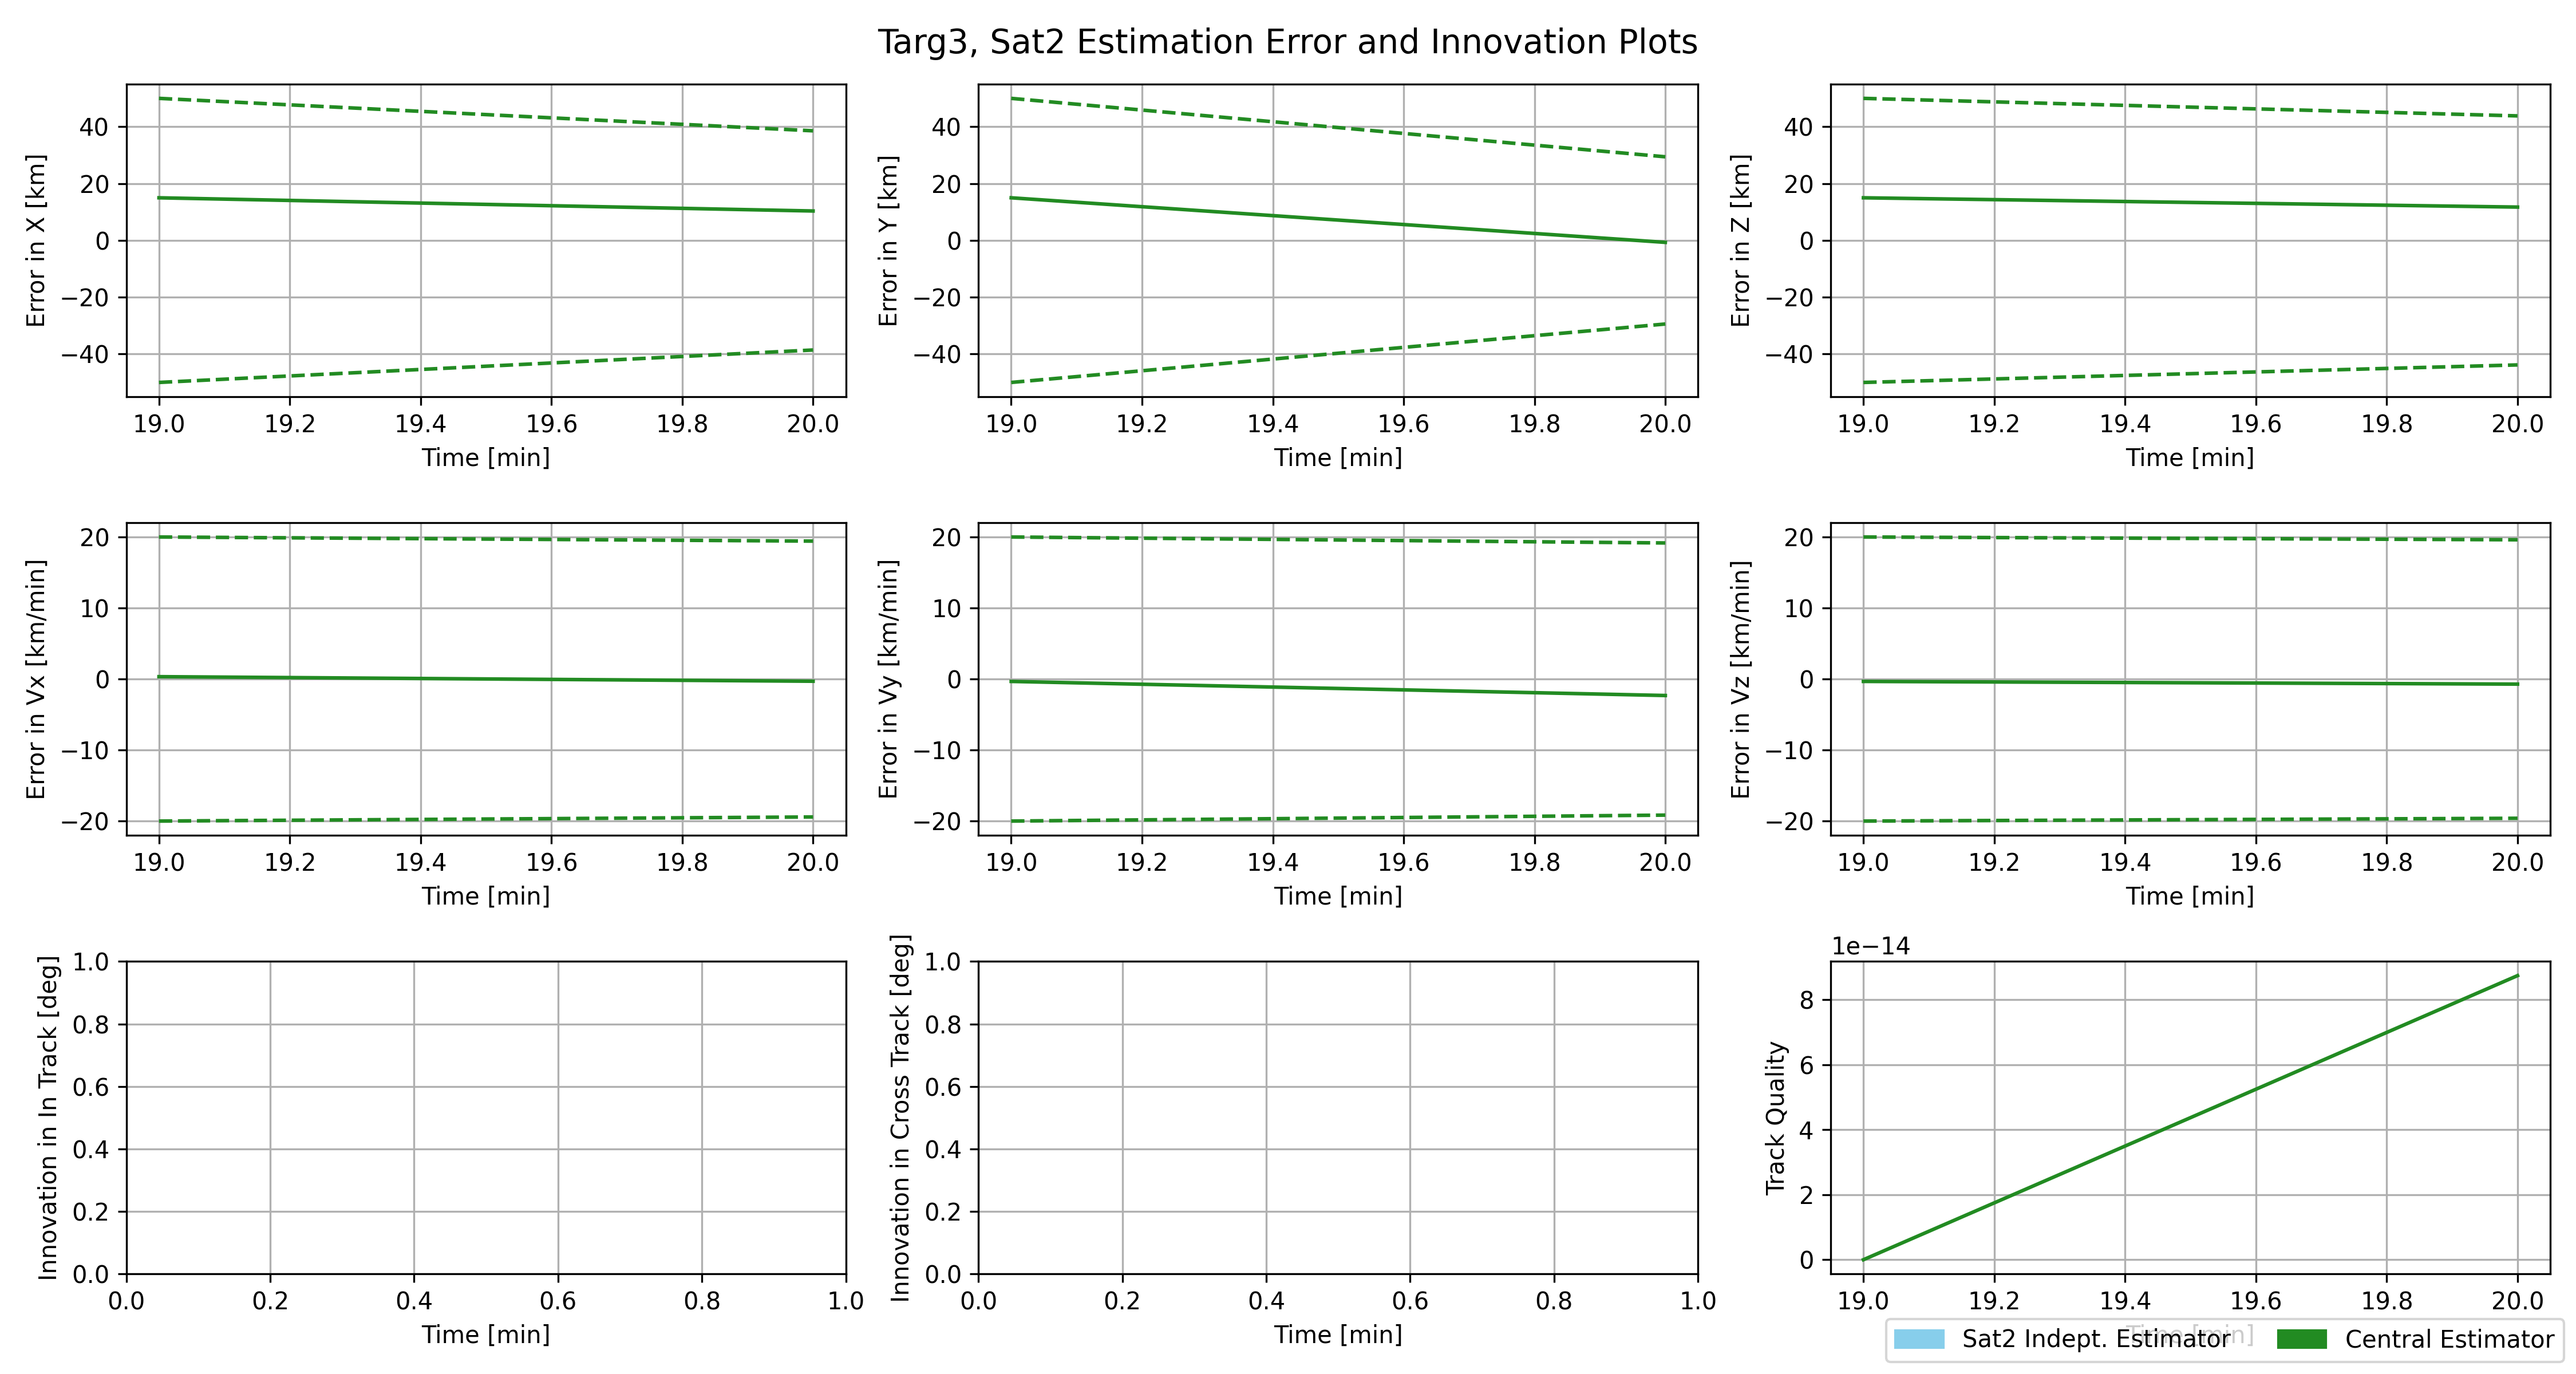 Targ3, Sat2 Estimation Error and Innovation Plots
Error in X [km]
40
20
0
−20
−40
19.0 19.2 19.4 19.6 19.8 20.0
Time [min]
Error in Y [km]
40
20
0
−20
−40
19.0 19.2 19.4 19.6 19.8 20.0
Time [min]
Error in Z [km]
40
20
0
−20
−40
19.0 19.2 19.4 19.6 19.8 20.0
Time [min]
Error in Vx [km/min]
20
10
0
−10
−20
19.0 19.2 19.4 19.6 19.8 20.0
Time [min]
Error in Vy [km/min]
20
10
0
−10
−20
19.0 19.2 19.4 19.6 19.8 20.0
Time [min]
Error in Vz [km/min]
20
10
0
−10
−20
19.0 19.2 19.4 19.6 19.8 20.0
Time [min]
Innovation in In Track [deg]
1.0
0.8
0.6
0.4
0.2
0.0
0.0 0.2 0.4 0.6 0.8 1.0
Time [min]
Innovation in Cross Track [deg]
1.0
0.8
0.6
0.4
0.2
0.0
0.0 0.2 0.4 0.6 0.8 1.0
Time [min]
1e−14
Track Quality
8
6
4
2
0
19.0 19.2 19.4 19.6 19.8 20.0
Time [min]
Sat2 Indept. Estimator
Central Estimator